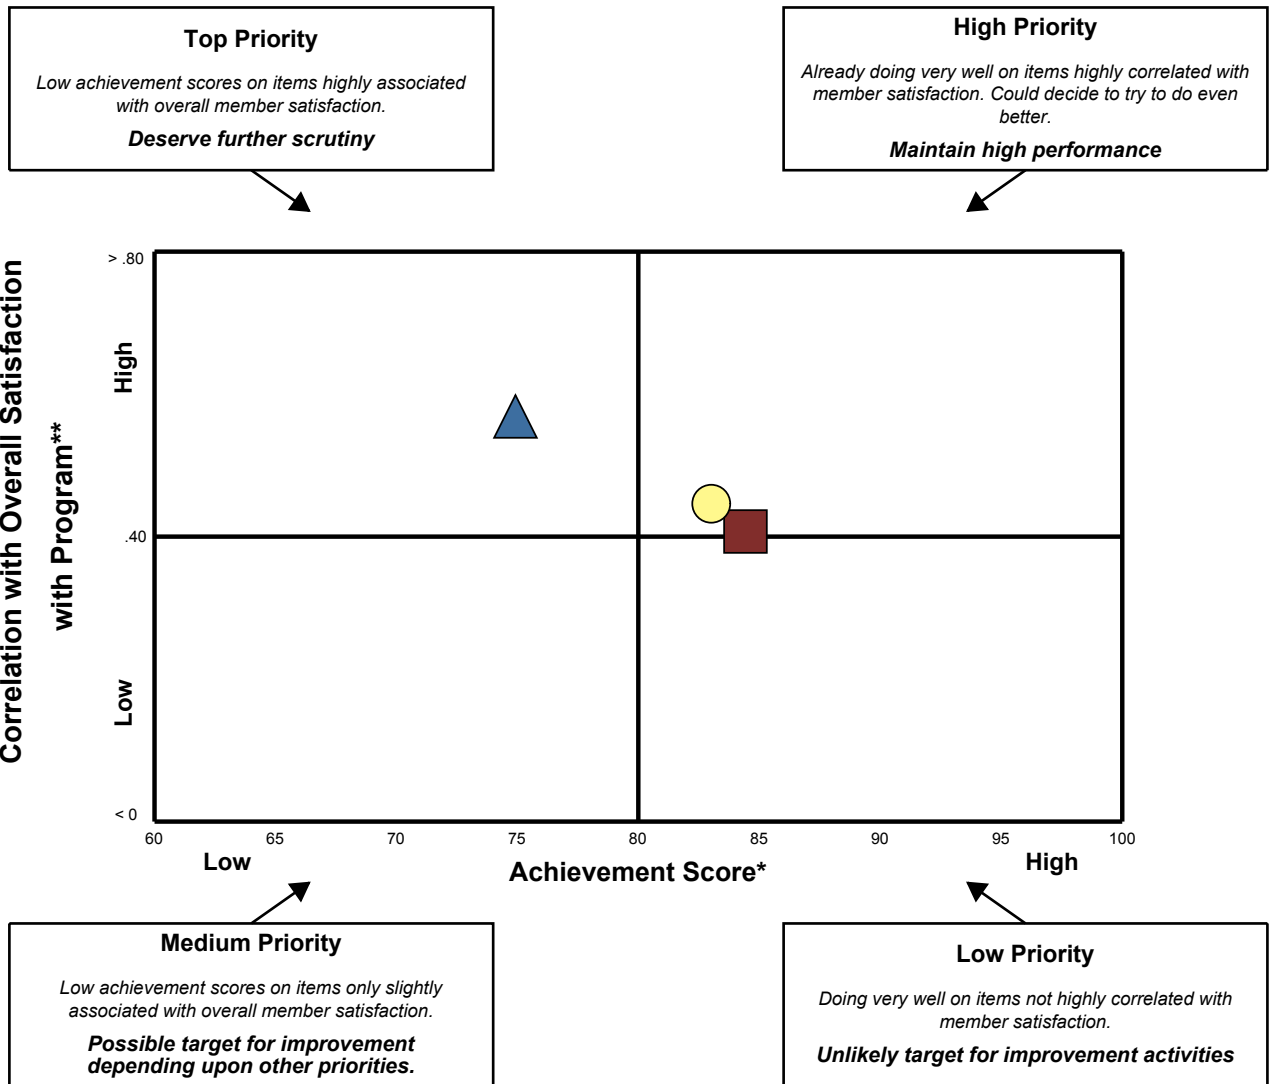 Top Priority
Low achievement scores on items highly associated
with overall member satisfaction.
Deserve further scrutiny
High Priority
Already doing very well on items highly correlated with
member satisfaction. Could decide to try to do even
better.
Maintain high performance
Correlation with Overall Satisfaction
with Program**
> .80
High
.40
Low
< 0
60
65
70
75
80
85
90
95
100
Low
Achievement Score*
High
Medium Priority
Low achievement scores on items only slightly
associated with overall member satisfaction.
Possible target for improvement
depending upon other priorities.
Low Priority
Doing very well on items not highly correlated with
member satisfaction.
Unlikely target for improvement activities